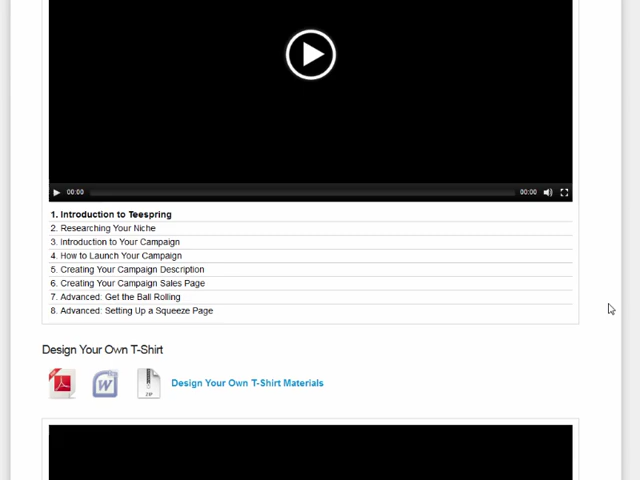 00:00 00:00
1. Introduction to Teespring
2. Researching Your Niche
3. Introduction to Your Campaign
4. How to Launch Your Campaign
5. Creating Your Campaign Description
6. Creating Your Campaign Sales Page
7. Advanced: Get the Ball Rolling
8. Advanced: Setting Up a Squeeze Page
Design Your Own T-Shirt
W ZIP Design Your Own T-Shirt Materials